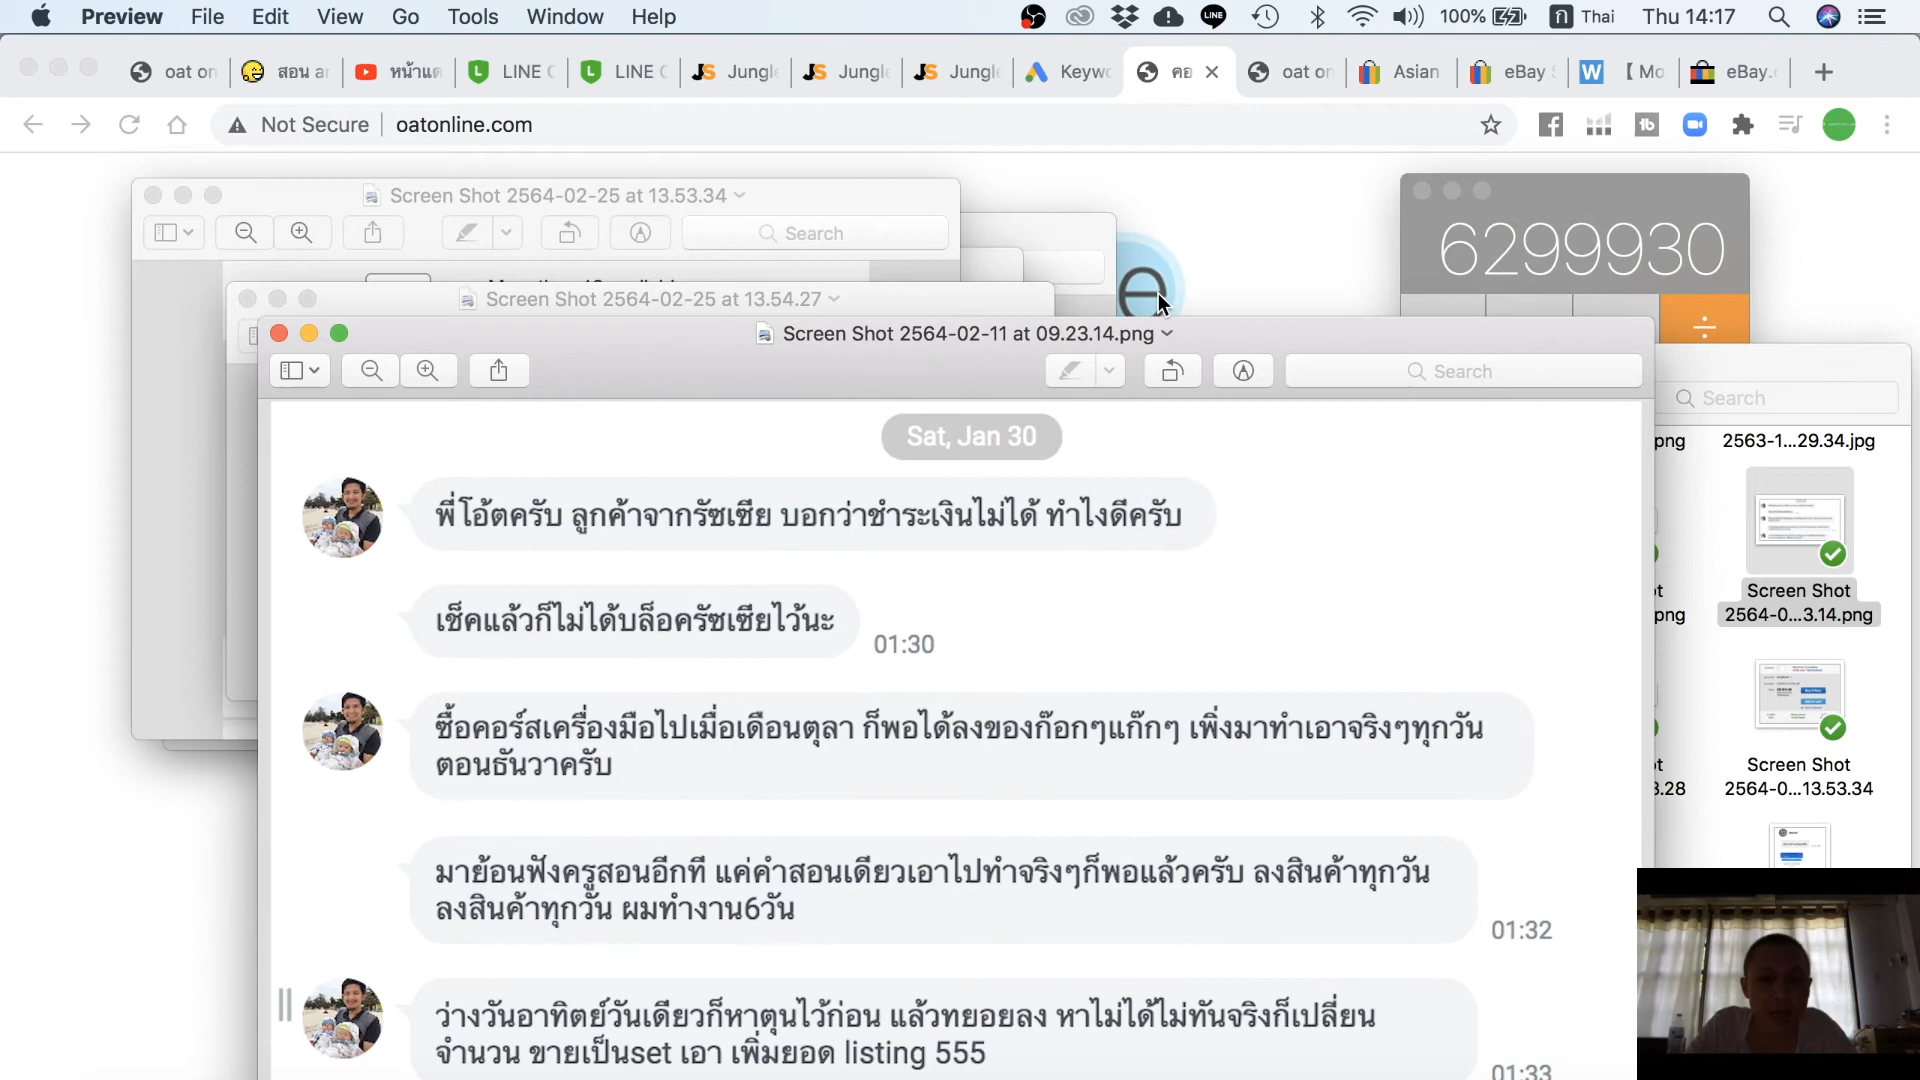 Preview File Edit View Go Tools Window Help LINE 100% ก Thai Thu 14:17
oat on สอน หน้าแต LINE LINE Jungle Jungle Jungle Keyw คอ oat on Asian eBay 【 Mo eBay.
Not Secure oatonline.com
Screen Shot 2564-02-25 at 13.53.34
Search
6299930
÷
Screen Shot 2564-02-25 at 13.54.27
Screen Shot 2564-02-11 at 09.23.14.png
Search
Search
png 2563-1...29.34.jpg
Sat, Jan 30
พี่โอ้ตครับ ลูกค้าจากรัซเซีย บอกว่าชำระเงินไม่ได้ ทำไงดีครับ
เช็คแล้วก็ไม่ได้บล็อครัซเซียไว้นะ
01:30
Screen Shot
png 2564-0...3.14.png
ซื้อคอร์สเครื่องมือไปเมื่อเดือนตุลา ก็พอได้ลงของก๊อกๆแก๊กๆ เพิ่งมาทำเอาจริงๆทุกวัน
ตอนธันวาครับ
Screen Shot
3.28 2564-0...13.53.34
มาย้อนฟังครูสอนอีกที แค่คำสอนเดียวเอาไปทำจริงๆก็พอแล้วครับ ลงสินค้าทุกวัน
ลงสินค้าทุกวัน ผมทำงาน6วัน
01:32
ว่างวันอาทิตย์วันเดียวก็หาตุนไว้ก่อน แล้วทยอยลง หาไม่ได้ไม่ทันจริงก็เปลี่ยน
จำนวน ขายเป็นset เอา เพิ่มยอด listing 555
01:33